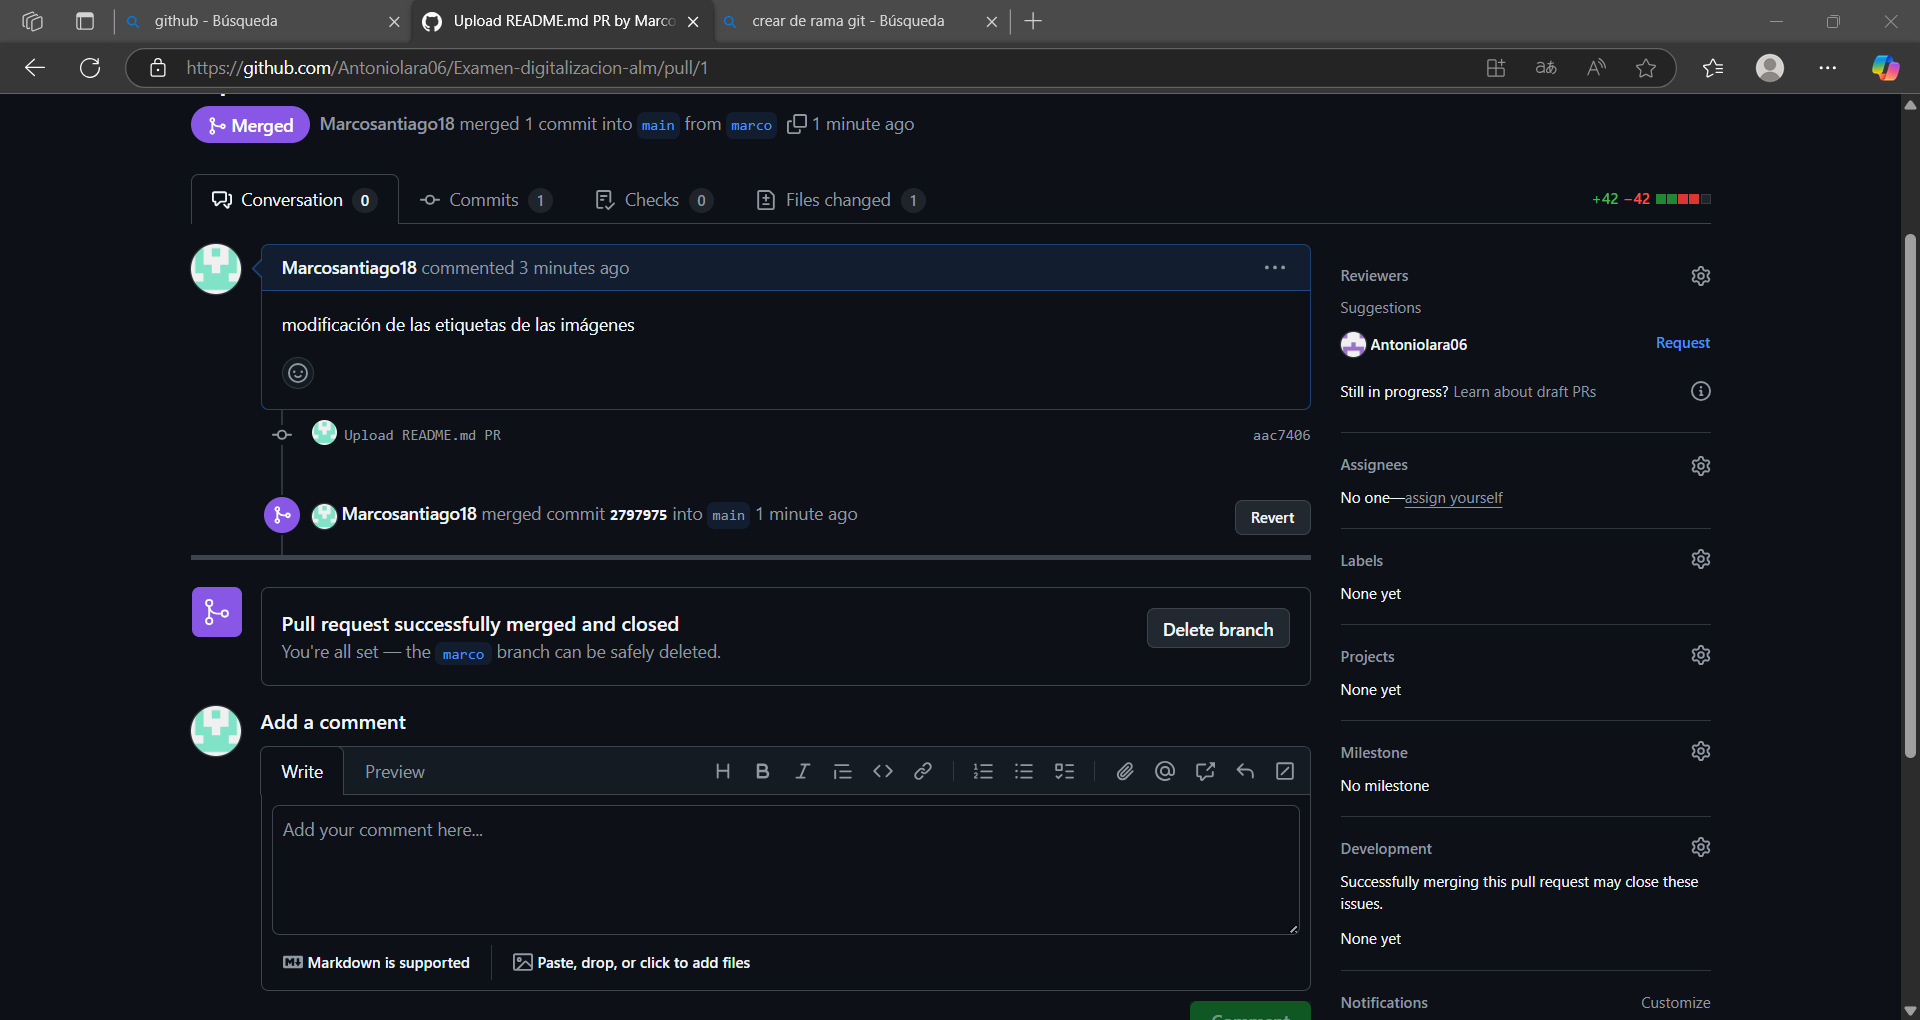 github - Búsqueda
Upload README.md PR by Marco
crear de rama git - Búsqueda
https://github.com/Antoniolara06/Examen-digitalizacion-alm/pull/1
Merged
Marcosantiago18 merged 1 commit into main from marco 1 minute ago
Conversation 0
Commits 1
Checks 0
Files changed 1
+42 −42
Marcosantiago18 commented 3 minutes ago
modificación de las etiquetas de las imágenes
Upload README.md PR
aac7406
Marcosantiago18 merged commit 2797975 into main 1 minute ago
Revert
Pull request successfully merged and closed
You're all set — the marco branch can be safely deleted.
Delete branch
Add a comment
Write
Preview
Add your comment here...
Markdown is supported
Paste, drop, or click to add files
Reviewers
Suggestions
Antoniolara06
Request
Still in progress? Learn about draft PRs
Assignees
No one—assign yourself
Labels
None yet
Projects
None yet
Milestone
No milestone
Development
Successfully merging this pull request may close these
issues.
None yet
Notifications
Customize